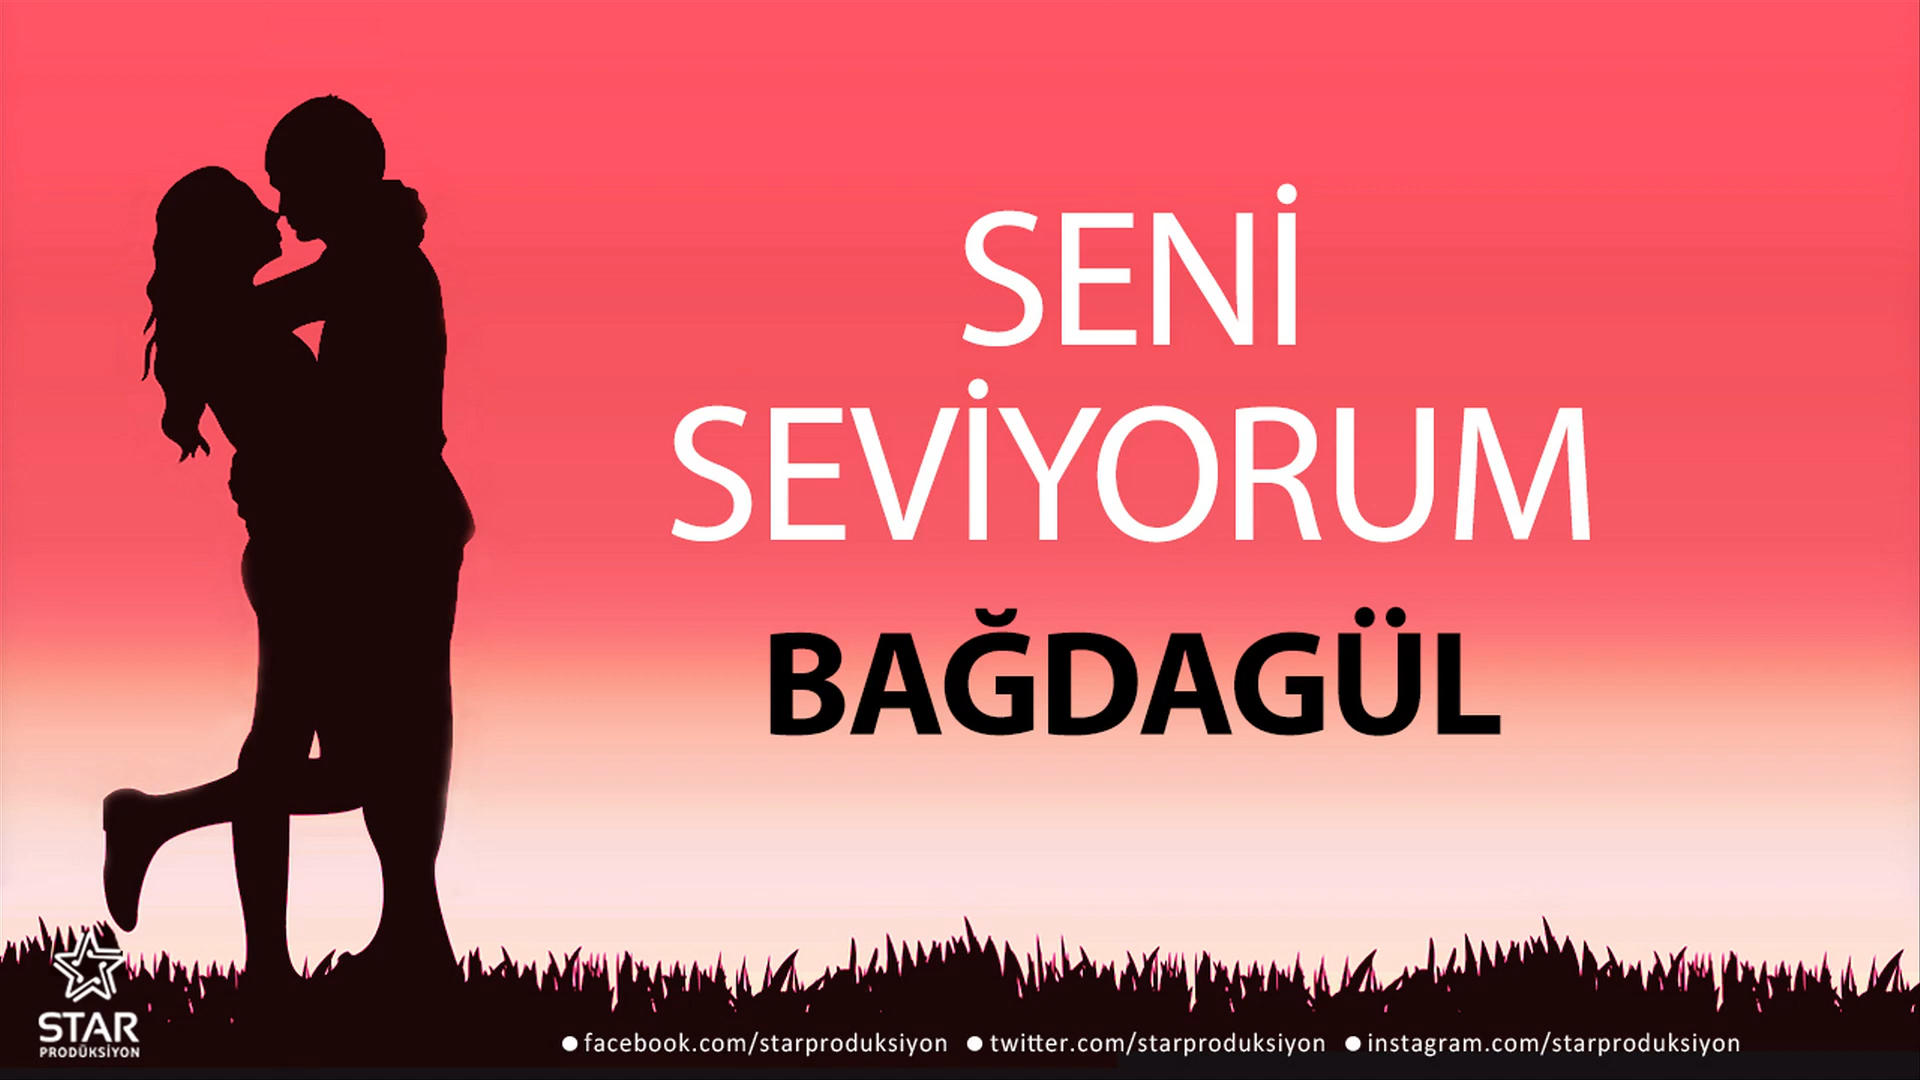 SENİ
SEVİYORUM
BAĞDAGÜL
STAR
PRODÜKSİYON
facebook.com/starproduksiyon twitter.com/starproduksiyon instagram.com/starproduksiyon